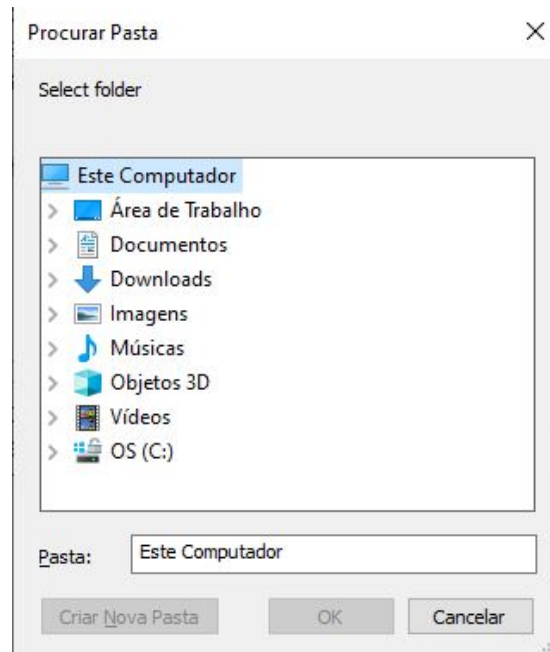 Procurar Pasta
Select folder
Este Computador
Área de Trabalho
Documentos
Downloads
Imagens
Músicas
Objetos 3D
Vídeos
OS (C:)
Pasta: Este Computador
Criar Nova Pasta OK Cancelar